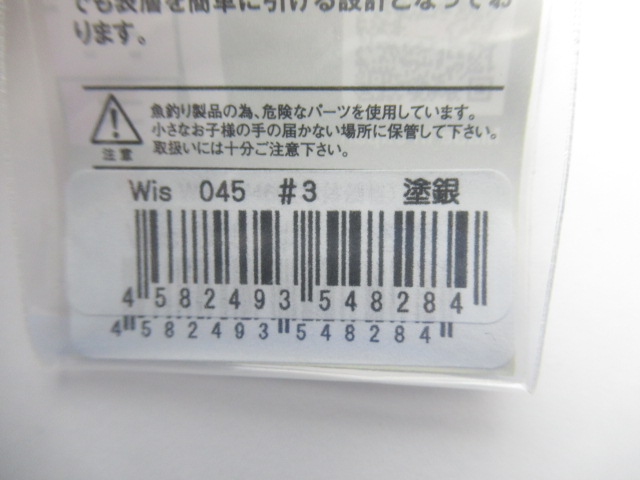 でも表層を簡単に引ける設計となってお
ります。
魚釣り製品の為、危険なパーツを使用しています。
小さなお子様の手の届かない場所に保管して下さい。
注意 取扱いには十分ご注意下さい。
Wis 045 #3 塗銀
4 582493 548284
4 582493 548284